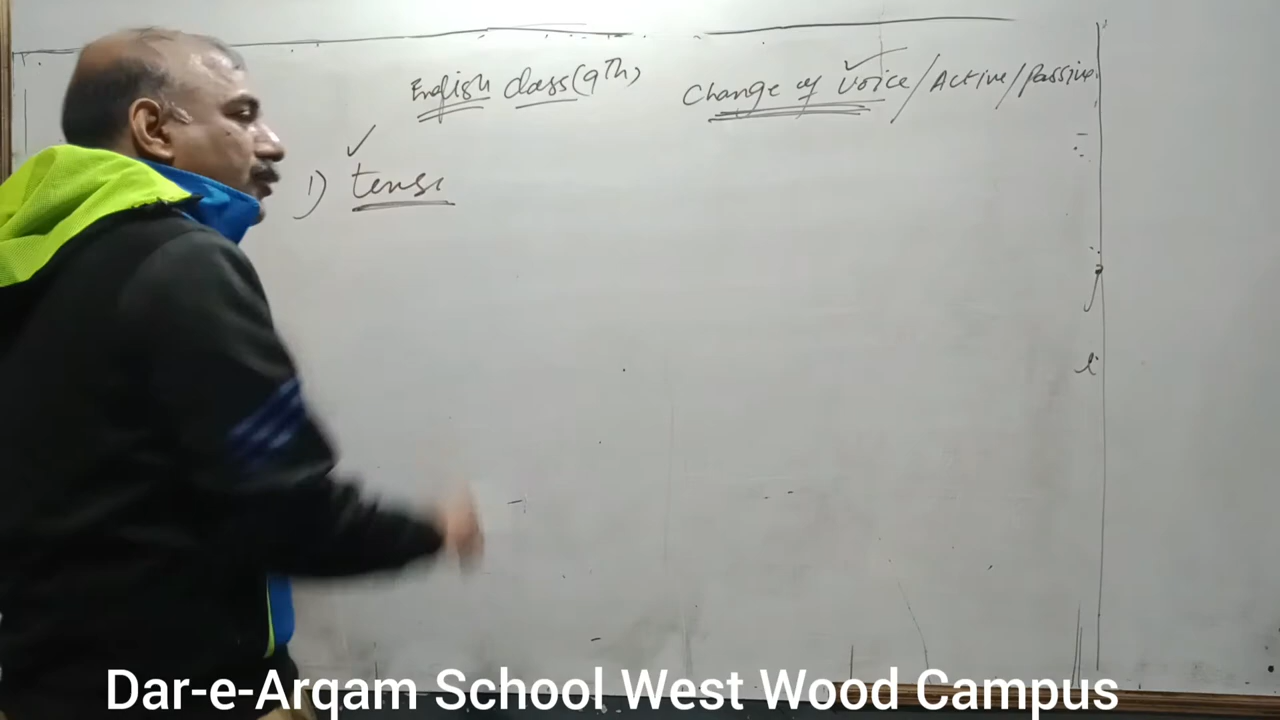 English class (9th) Change of Voice / Active / Passive
1) tense
Dar-e-Arqam School West Wood Campus